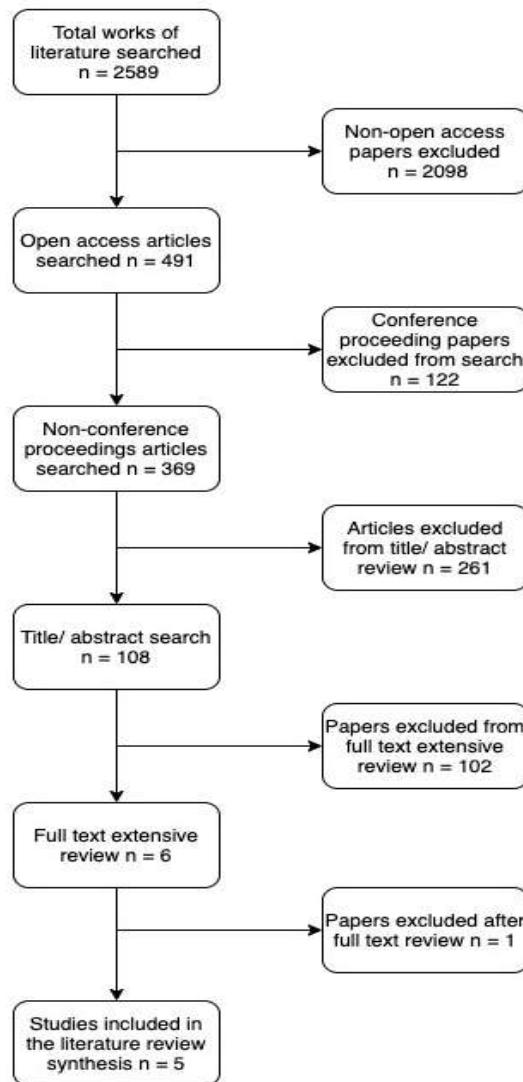 Total works of
literature searched
n = 2589
Non-open access
papers excluded
n = 2098
Open access articles
searched n = 491
Conference
proceeding papers
excluded from search
n = 122
Non-conference
proceedings articles
searched n = 369
Articles excluded
from title/ abstract
review n = 261
Title/ abstract search
n = 108
Papers excluded from
full text extensive
review n = 102
Full text extensive
review n = 6
Papers excluded after
full text review n = 1
Studies included in
the literature review
synthesis n = 5